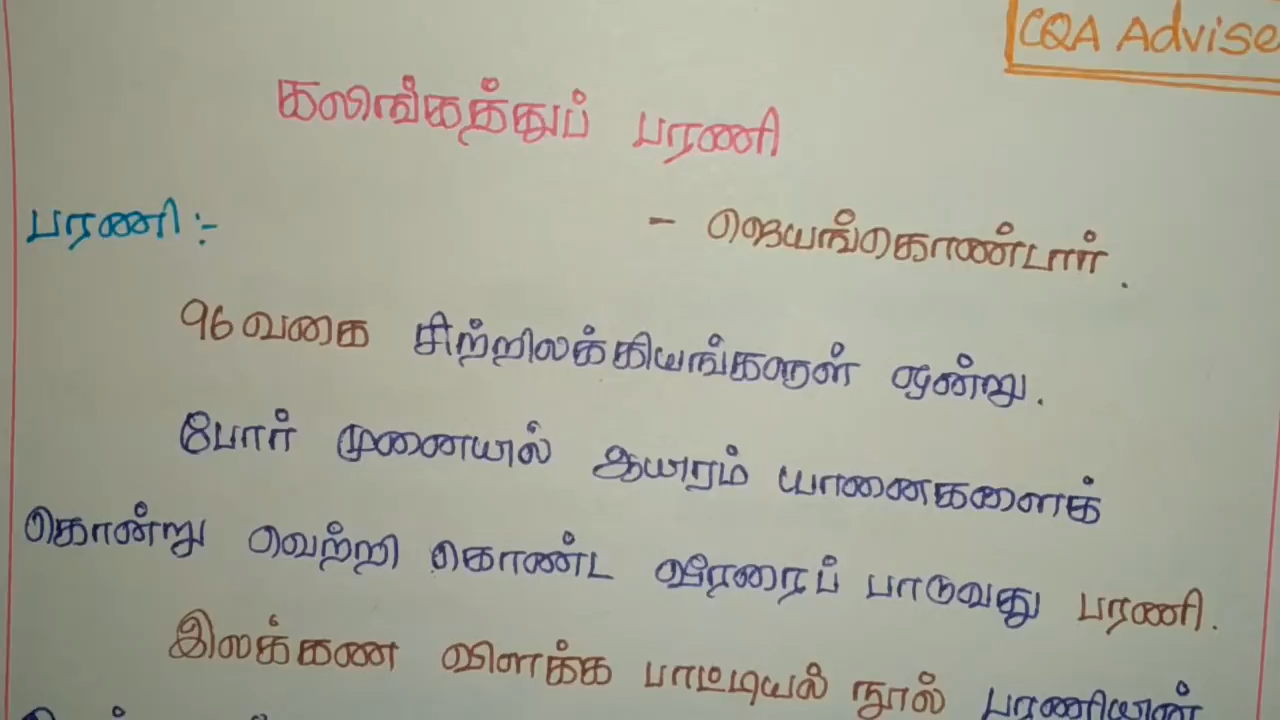 CQA Advise
கலிங்கத்துப் பரணி
- ஜெயங்கொண்டார்.
பரணி :-
96 வகை சிற்றிலக்கியங்களுள் ஒன்று.
போர் முனையில் ஆயிரம் யானைகளைக்
கொன்று வெற்றி கொண்ட வீரரைப் பாடுவது பரணி.
இலக்கண விளக்க பாட்டியல் நூல் பரணியின்